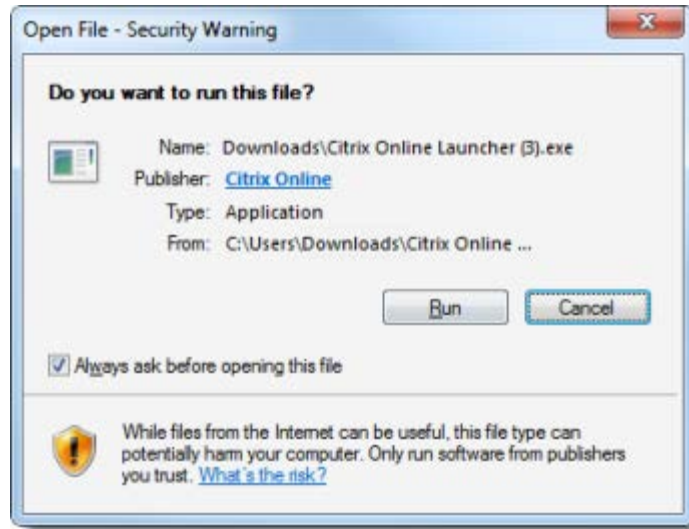 Open File - Security Warning
Do you want to run this file?
Name: Downloads\Citrix Online Launcher (3).exe
Publisher: Citrix Online
Type: Application
From: C:\Users\Downloads\Citrix Online ...
Run Cancel
Always ask before opening this file
While files from the Internet can be useful, this file type can
potentially harm your computer. Only run software from publishers
you trust. What's the risk?